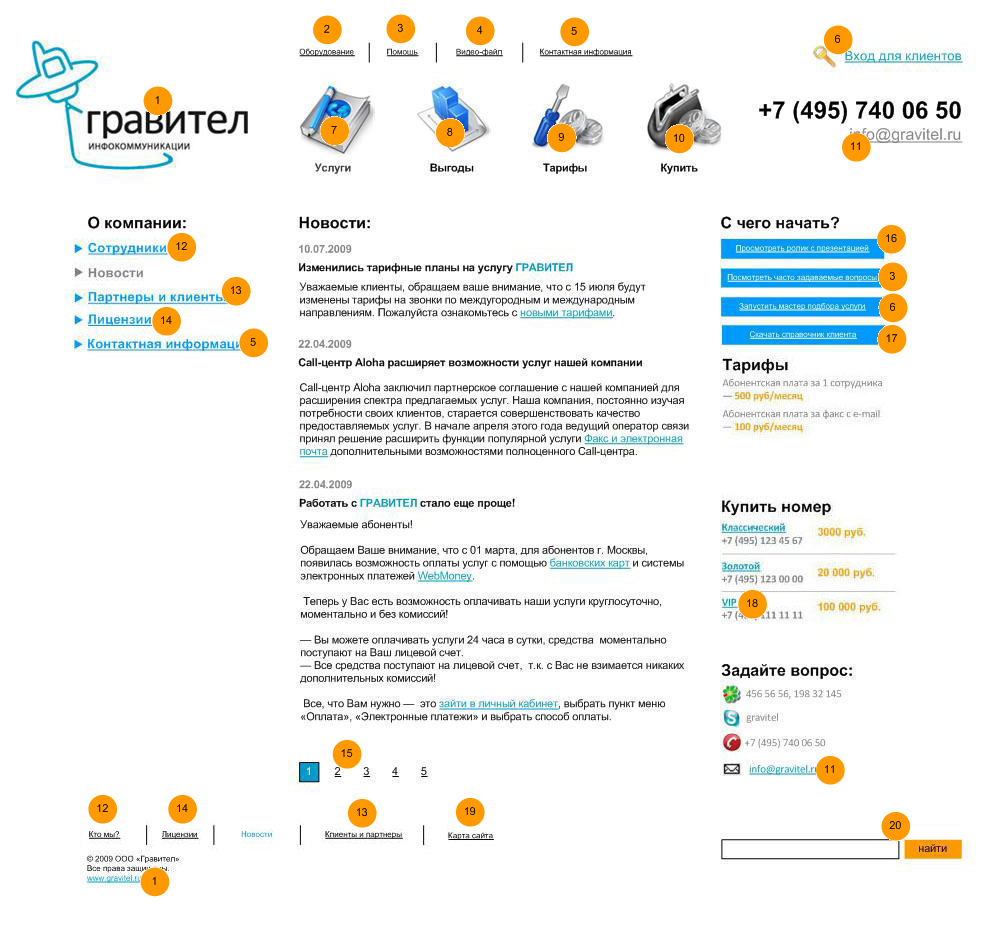 2
3
4
5
6
Оборудование
Помощь
Видео-файл
Контактная информация
Вход для клиентов
1
гравител
ИНФОКОММУНИКАЦИИ
7
8
9
10
Услуги
Выгоды
Тарифы
Купить
+7 (495) 740 06 50
info@gravitel.ru
11
О компании:
Сотрудники
12
Новости
Партнеры и клиенты
13
Лицензии
14
Контактная информаци
5
Новости:
10.07.2009
Изменились тарифные планы на услугу ГРАВИТЕЛ
Уважаемые клиенты, обращаем ваше внимание, что с 15 июля будут
изменены тарифы на звонки по междугородным и международным
направлениям. Пожалуйста ознакомьтесь с новыми тарифами.
22.04.2009
Call-центр Aloha расширяет возможности услуг нашей компании
Call-центр Aloha заключил партнерское соглашение с нашей компанией для
расширения спектра предлагаемых услуг. Наша компания, постоянно изучая
потребности своих клиентов, старается совершенствовать качество
предоставляемых услуг. В начале апреля этого года ведущий оператор связи
принял решение расширить функции популярной услуги Факс и электронная
почта дополнительными возможностями полноценного Call-центра.
22.04.2009
Работать с ГРАВИТЕЛ стало еще проще!
Уважаемые абоненты!
Обращаем Ваше внимание, что с 01 марта, для абонентов г. Москвы,
появилась возможность оплаты услуг с помощью банковских карт и системы
электронных платежей WebMoney.
Теперь у Вас есть возможность оплачивать наши услуги круглосуточно,
моментально и без комиссий!
— Вы можете оплачивать услуги 24 часа в сутки, средства моментально
поступают на Ваш лицевой счет.
— Все средства поступают на лицевой счет, т.к. с Вас не взимается никаких
дополнительных комиссий!
Все, что Вам нужно — это зайти в личный кабинет, выбрать пункт меню
«Оплата», «Электронные платежи» и выбрать способ оплаты.
15
1 2 3 4 5
С чего начать?
Просмотреть ролик с презентацией
16
Посмотреть часто задаваемые вопросы
3
Запустить мастер подбора услуги
6
Скачать справочник клиента
17
Тарифы
Абонентская плата за 1 сотрудника
— 500 руб/месяц
Абонентская плата за факс с e-mail
— 100 руб/месяц
Купить номер
Классический
+7 (495) 123 45 67
3000 руб.
Золотой
+7 (495) 123 00 00
20 000 руб.
VIP
18
+7 (4 111 11 11
100 000 руб.
Задайте вопрос:
456 56 56, 198 32 145
gravitel
+7 (495) 740 06 50
info@gravitel.ru
11
12
14
13
19
Кто мы?
Лицензии
Новости
Клиенты и партнеры
Карта сайта
20
найти
© 2009 ООО «Гравител»
Все права защищены.
www.gravitel.ru
1